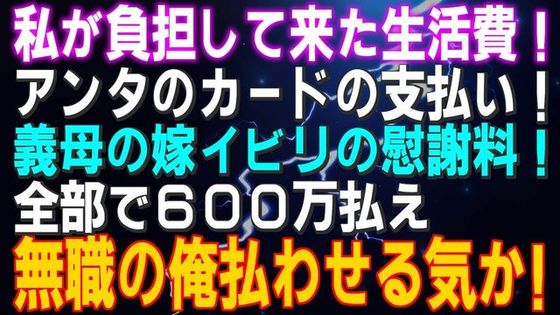 私が負担して来た生活費！
アンタのカードの支払い！
義母の嫁イビリの慰謝料！
全部で６００万払え
無職の俺払わせる気か！